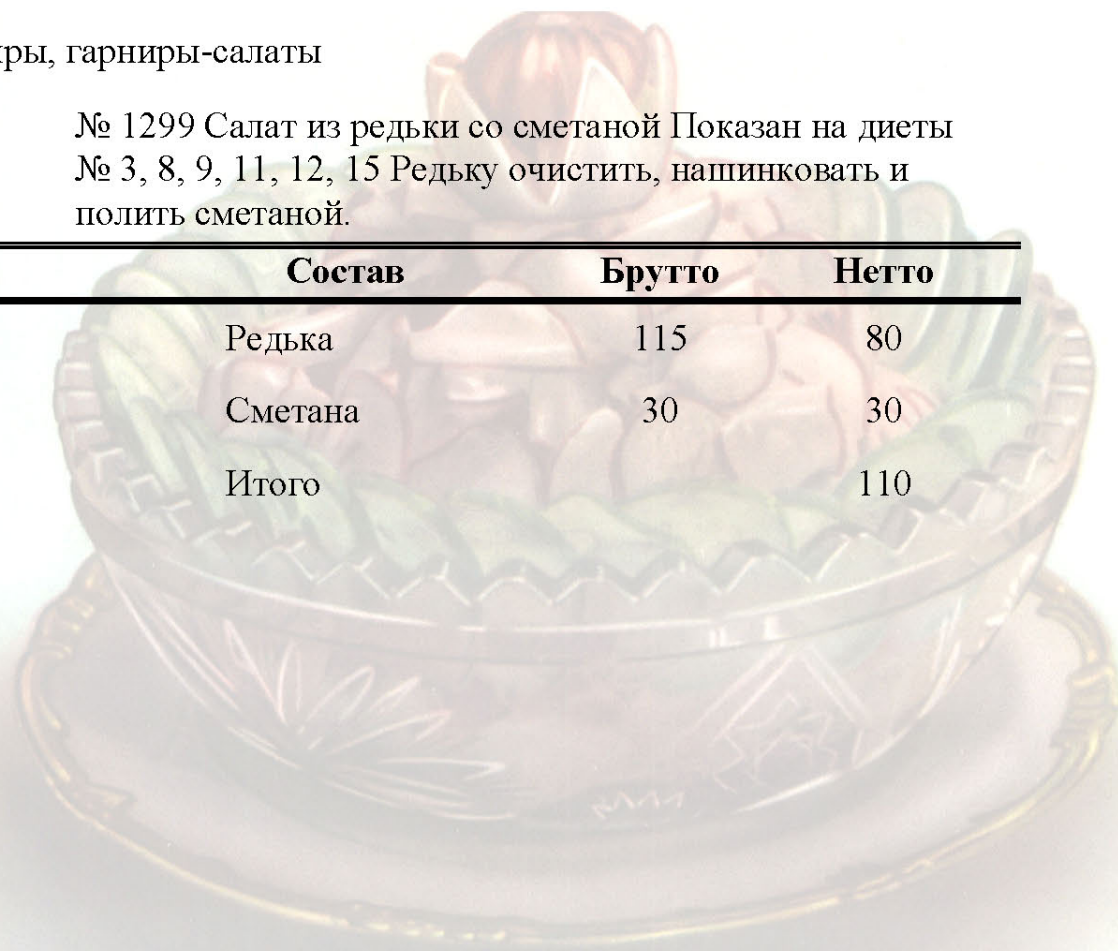 ры, гарниры-салаты
№ 1299 Салат из редьки со сметаной Показан на диеты
№ 3, 8, 9, 11, 12, 15 Редьку очистить, нашинковать и
полить сметаной.
Состав Брутто Нетто
Редька 115 80
Сметана 30 30
Итого 110